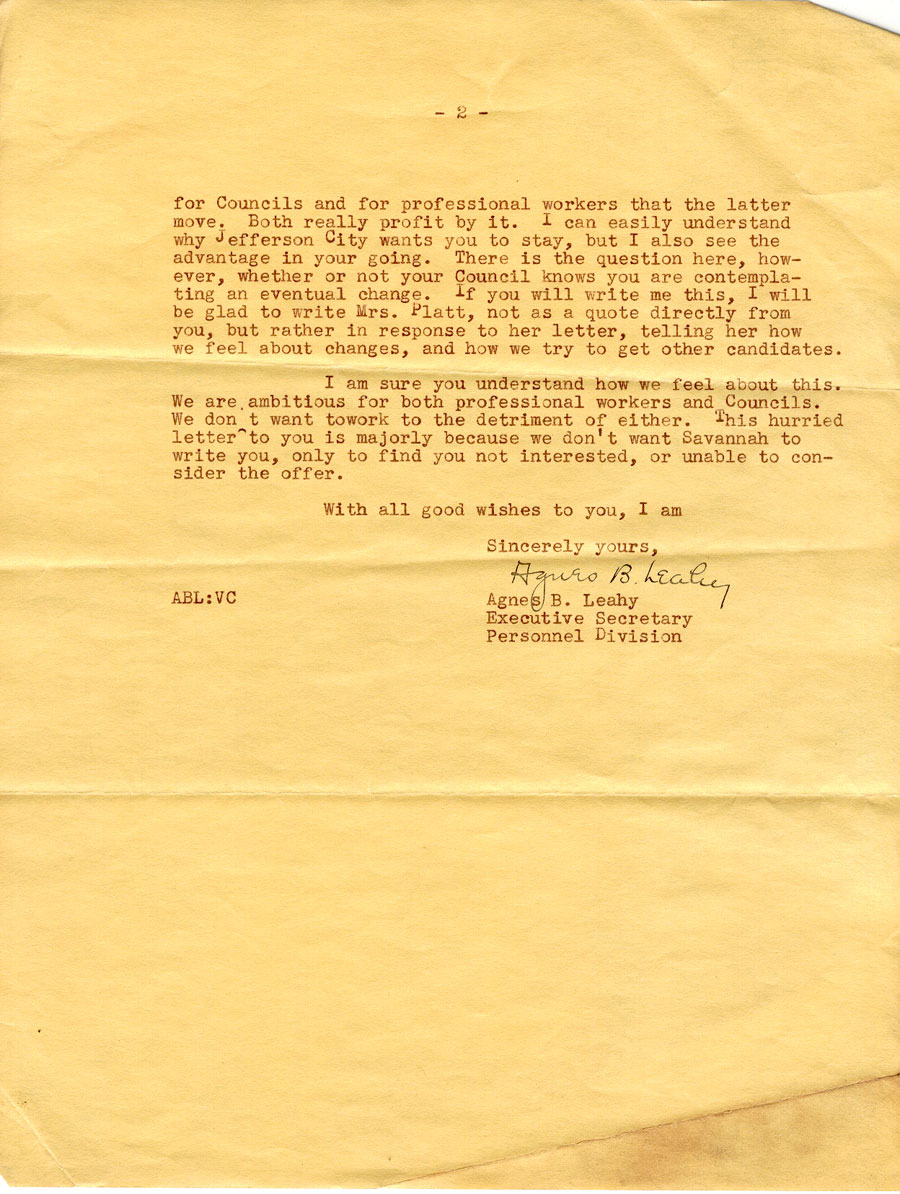 - 2 -
for Councils and for professional workers that the latter
move. Both really profit by it. I can easily understand
why Jefferson City wants you to stay, but I also see the
advantage in your going. There is the question here, how-
ever, whether or not your Council knows you are contempla-
ting an eventual change. If you will write me this, I will
be glad to write Mrs. Platt, not as a quote directly from
you, but rather in response to her letter, telling her how
we feel about changes, and how we try to get other candidates.
I am sure you understand how we feel about this.
We are ambitious for both professional workers and Councils.
We don't want towork to the detriment of either. This hurried
letter to you is majorly because we don't want Savannah to
write you, only to find you not interested, or unable to con-
sider the offer.
With all good wishes to you, I am
Sincerely yours,
Agnes B. Leahy
ABL:VC Agnes B. Leahy
Executive Secretary
Personnel Division